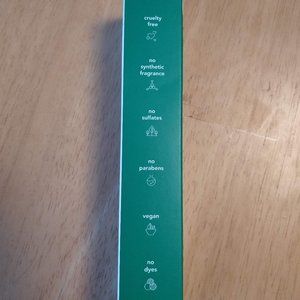 cruelty
free
no
synthetic
fragrance
no
sulfates
no
parabens
vegan
no
dyes